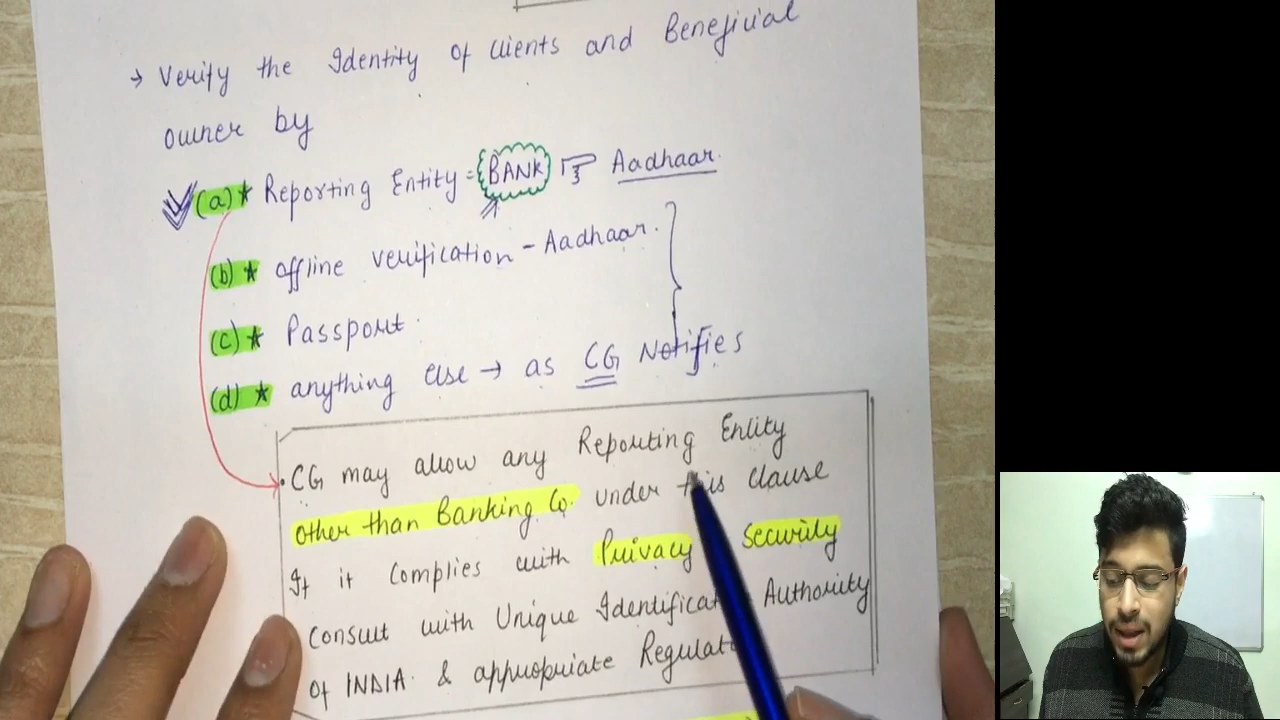 → Verify the Identity of clients and Beneficial
owner by
(a)* Reporting Entity = BANK Aadhaar.
(b)* offline verification - Aadhaar.
(c)* Passport.
(d)* anything else → as CG Notifies
• CG may allow any Reporting Entity
other than Banking Co. under this clause
If it complies with Privacy Security
Consult with Unique Identificat Authority
of INDIA & appropriate Regulat